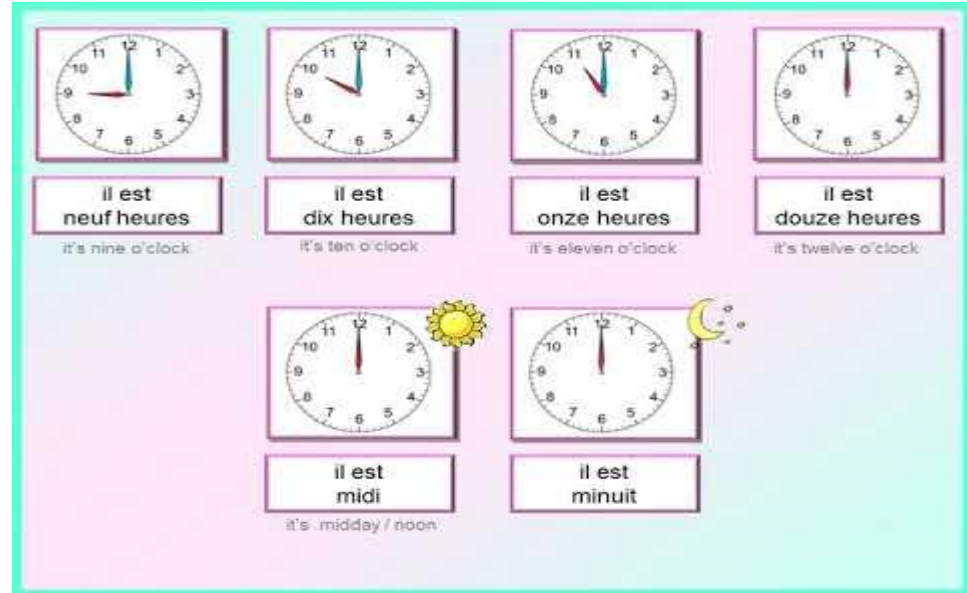 il est
neuf heures
it's nine o'clock
il est
dix heures
it's ten o'clock
il est
onze heures
it's eleven o'clock
il est
douze heures
it's twelve o'clock
il est
midi
it's midday / noon
il est
minuit